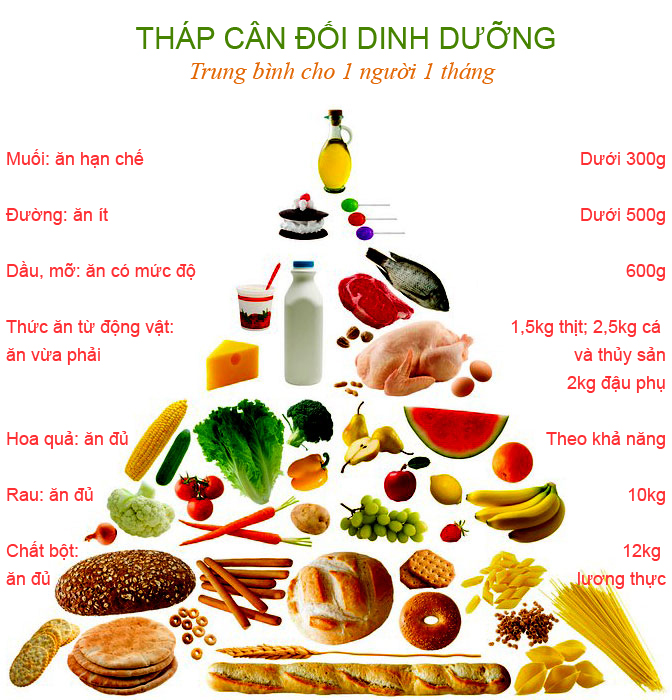 THÁP CÂN ĐỐI DINH DƯỠNG
Trung bình cho 1 người 1 tháng
Muối: ăn hạn chế
Dưới 300g
Đường: ăn ít
Dưới 500g
Dầu, mỡ: ăn có mức độ
600g
Thức ăn từ động vật:
ăn vừa phải
1,5kg thịt; 2,5kg cá
và thủy sản
2kg đậu phụ
Hoa quả: ăn đủ
Theo khả năng
Rau: ăn đủ
10kg
Chất bột:
ăn đủ
12kg
lương thực